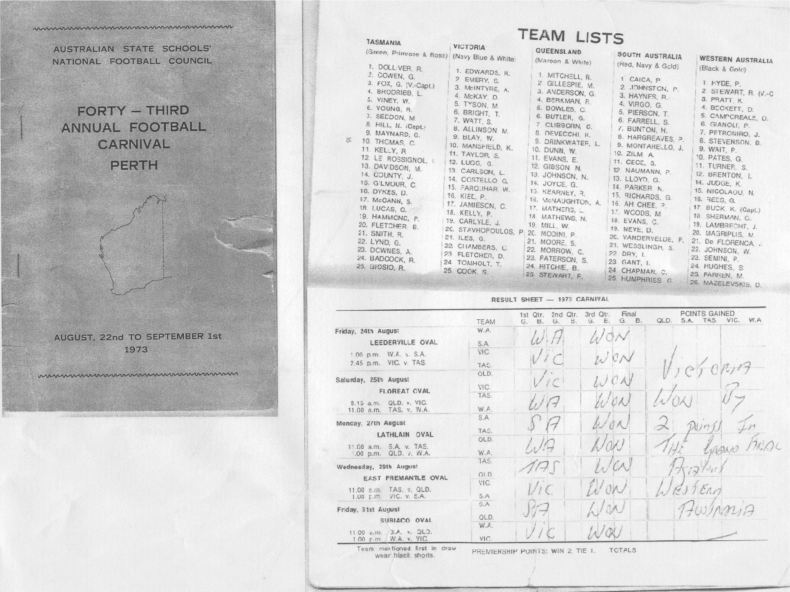 AUSTRALIAN STATE SCHOOLS'
NATIONAL FOOTBALL COUNCIL
FORTY – THIRD
ANNUAL FOOTBALL
CARNIVAL
PERTH
AUGUST, 22nd TO SEPTEMBER 1st
1973
TEAM LISTS
TASMANIA
(Green, Primrose & Rose)
1. DOLLIVER, R.
2. COWEN, G.
3. FOX, G. (V.-Capt.)
4. BRODRIBB, L.
5. VINEY, W.
6. YOUNG, R.
7. SEDDON, M
8. HILL, N. (Capt.)
9. MAYNARD, G.
10. THOMAS, C.
11. KELLY, R
12. LE ROSSIGNOL,
13. DAVIDSON, M.
14. COUNTY, J.
15. GILMOUR, C.
16. DYKES, D.
17. McCANN, S.
18. LUCAS, G.
19. HAMMOND, P.
20. FLETCHER, B.
21. SMITH, R.
22. LYND, G.
23. DOWNES, A.
24. BADCOCK, R.
25. GIOSIO, R.
VICTORIA
(Navy Blue & White)
1. EDWARDS, R.
2. EMERY, S.
3. McINTYRE, A.
4. McKAY, D.
5. TYSON, M
6. BRIGHT, T.
7. WATT, S.
8. ALLINSON, M.
9. BLAY, W.
10. MANSFIELD, K.
11. TAYLOR, S.
12. LUGG, G.
13. CARLSON, L.
14. COSTELLO, G.
15. FARQUHAR, W.
16. KIEL, P.
17. JAMIESON, C.
18. KELLY, P.
19. CARLYLE, J.
20. STAVHOPOULOS, P.
21. ILES, G.
22. CHAMBERS, C.
23. FLETCHER, D.
24. TOMHOLT, T.
25. COOK, S.
QUEENSLAND
(Maroon & White)
1. MITCHELL, R.
2. GILLESPIE, M.
3. ANDERSON, G.
4. BERKMAN, R.
5. BOWLES, C.
6. BUTLER, G.
7. CLIBBORN, C.
8. DEVECCHI, R.
9. DRINKWATER, L.
10. DUNN, W.
11. EVANS, E.
12. GIBSON, N.
13. JOHNSON, N.
14. JOYCE, G.
15. KEARNEY, R.
16. McNAUGHTON, A.
17. MATHERS, L.
18. MATHEWS, N.
19. MILL, W.
20. MODINI, P.
21. MOORE, S.
22. MORROW, C.
23. PATERSON, S.
24. RITCHIE, B.
25. STEWART, F.
SOUTH AUSTRALIA
(Red, Navy & Gold)
1 CAICA, P
2 JOHNSTON, P.
3. HAYNES, R.
4. VIRGO, G.
5. PIERSON, T.
6. FARRELL, S.
7. BUNTON, N.
8. HARGREAVES, P.
9. MONTAHELLO, J.
10. ZILM, A.
11. CECE, S.
12 NAUMANN, P.
13. LLOYD, G.
14 PARKER, N.
15. RICHARDS, G.
16. AH CHEE, P.
17. WOODS, M
18 EVANS, C.
19. NEYE, D.
20. VANDERYELDE, P.
21. WESSLINGH, S.
22 DRY, I.
23 GANT, I.
24 CHAPMAN, C.
25 HUMPHRIES, G
WESTERN AUSTRALIA
(Black & Gold)
1 HYDE, P.
2 STEWART, R. (V.-C
3 PRATT, K.
4 BECKETT, D.
5 CAMPOREALE, D.
6 GIANOLI, P.
7 PETRONIRO, J.
8 STEVENSON, B.
9. WAIT, P.
10. PATES, G.
11. TURNER, S.
12. BRENTON, I.
14. JUDGE, K.
15. NICOLAOU, N.
16. REEG, G.
17 BUCK, K. (Capt.)
18 SHERMAN, C.
19. LAMBRECHT, J.
20. MAGRIPLIS, M.
21. De FLORENCA,
22. JOHNSON, W.
23. SEMINI, P.
24 HUGHES, S.
25 PARREN, M.
26 MAZELEVSKIS, D.
RESULT SHEET — 1973 CARNIVAL
TEAM 1st Qtr. 2nd Qtr. 3rd Qtr. Final POINTS GAINED
G. B. G. B. G. B. G. B. QLD. S.A. TAS. VIC. W.A.
Friday, 24th August
LEEDERVILLE OVAL
1.00 p.m. W.A. v. S.A. W.A. S.A. WA WON
2.45 p.m. VIC. v. TAS. VIC. TAS. VIC WON
Saturday, 25th August
FLOREAT OVAL
9.15 a.m. QLD. v. VIC. QLD. VIC. VIC WON
11.00 a.m. TAS. v. W.A. TAS. W.A. WA WON
Monday, 27th August
LATHLAIN OVAL
11.00 a.m. S.A. v. TAS. S.A. TAS. SA WON
1.00 p.m. QLD. v. W.A. QLD. W.A. WA WON
Wednesday, 29th August
EAST FREMANTLE OVAL
11.00 a.m. TAS. v. QLD. TAS. QLD. TAS WON
1.00 p.m. VIC. v. S.A. VIC. S.A. VIC WON
Friday, 31st August
SUBIACO OVAL
11.00 a.m. S.A. v. QLD. S.A. QLD. SA WON
1.00 p.m. W.A. v. VIC. W.A. VIC. VIC WON
VICTORIA
WON BY
2 points In
THE Grand FINAL
Against
WESTERN
AUSTRALIA
Team mentioned first in draw
wear black shorts.
PREMIERSHIP POINTS: WIN 2, TIE 1. TOTALS